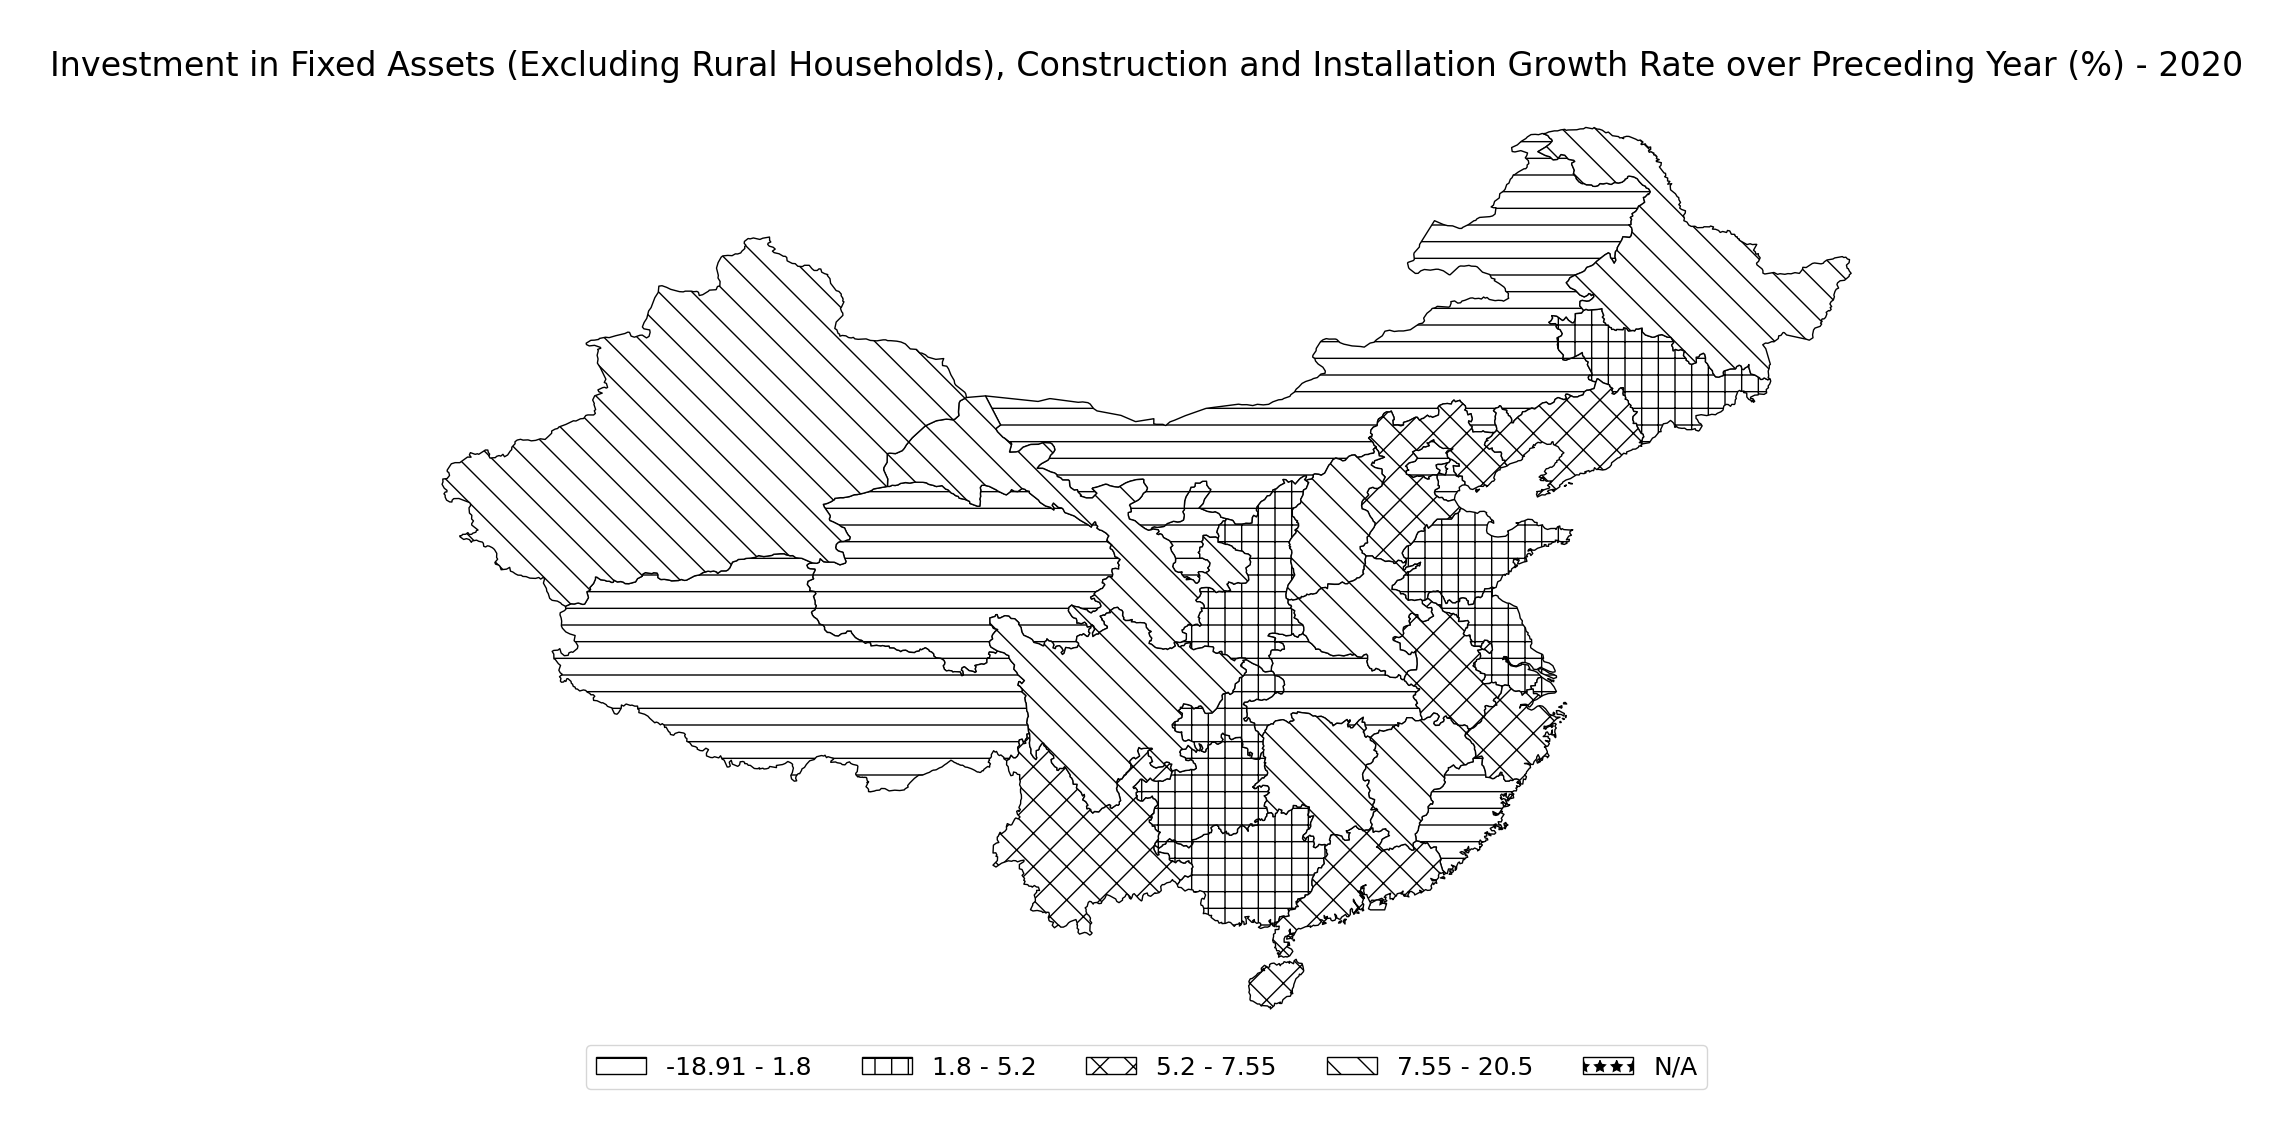 Investment in Fixed Assets (Excluding Rural Households), Construction and Installation Growth Rate over Preceding Year (%) - 2020
-18.91 - 1.8
1.8 - 5.2
5.2 - 7.55
7.55 - 20.5
N/A